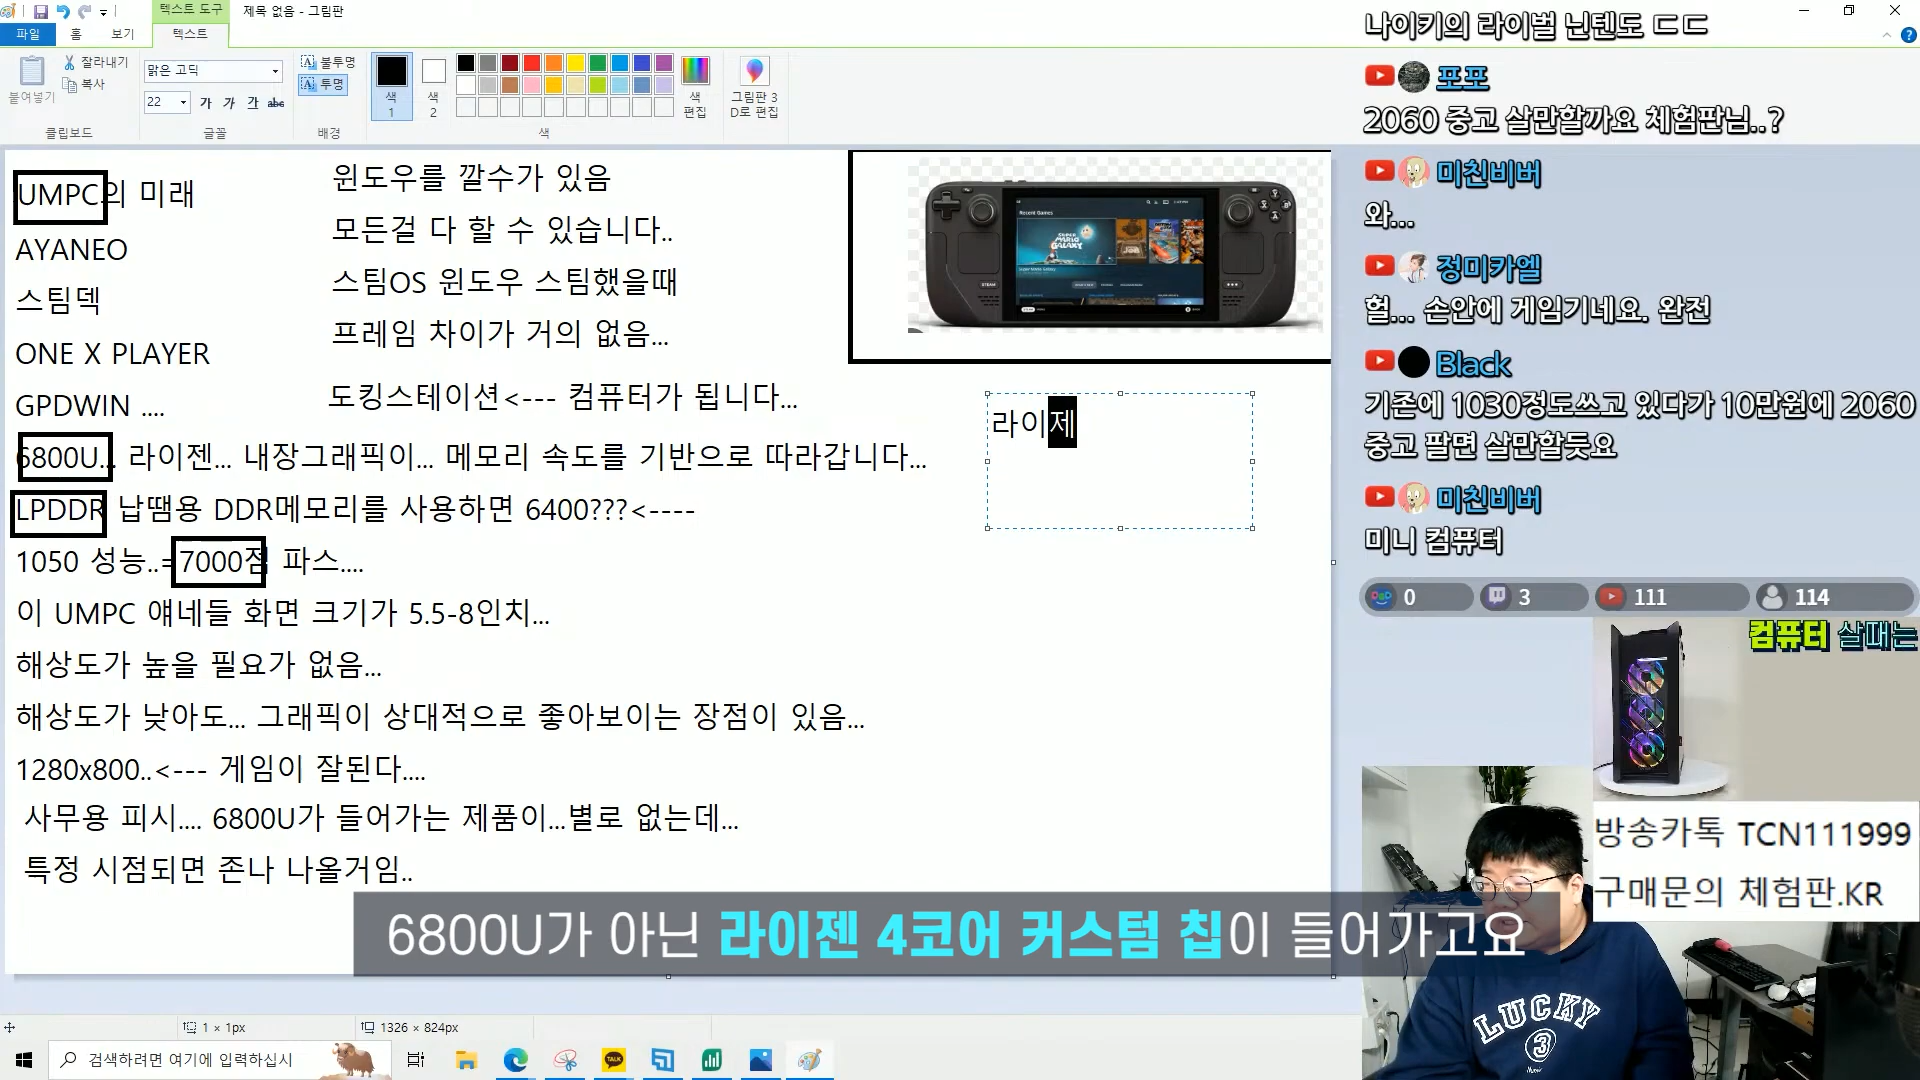 텍스트 도구
제목 없음 - 그림판
파일
홈
보기
텍스트
붙여넣기
잘라내기
복사
클립보드
맑은 고딕
22
가 가 가 abc
글꼴
불투명
투명
배경
색
1
색
2
색
편집
색
그림판 3
D로 편집
UMPC의 미래
AYANEO
스팀덱
ONE X PLAYER
GPDWIN ....
6800U... 라이젠... 내장그래픽이... 메모리 속도를 기반으로 따라갑니다...
LPDDR 납땜용 DDR메모리를 사용하면 6400???<----
1050 성능..=7000점 파스....
이 UMPC 얘네들 화면 크기가 5.5-8인치...
해상도가 높을 필요가 없음...
해상도가 낮아도... 그래픽이 상대적으로 좋아보이는 장점이 있음...
1280x800..<--- 게임이 잘된다....
사무용 피시.... 6800U가 들어가는 제품이...별로 없는데...
특정 시점되면 존나 나올거임..
윈도우를 깔수가 있음
모든걸 다 할 수 있습니다..
스팀OS 윈도우 스팀했을때
프레임 차이가 거의 없음...
도킹스테이션<--- 컴퓨터가 됩니다...
Recent Games
SUPER MARIO GALAXY
STEAM
라이제
6800U가 아닌 라이젠 4코어 커스텀 칩이 들어가고요
나이키의 라이벌 닌텐도 ㄷㄷ
포포
2060 중고 살만할까요 체험판님..?
미친비버
와...
정미카엘
헐... 손안에 게임기네요. 완전
Black
기존에 1030정도쓰고 있다가 10만원에 2060
중고 팔면 살만할듯요
미친비버
미니 컴퓨터
0
3
111
114
컴퓨터 살때는
방송카톡 TCN111999
구매문의 체험판.KR
LUCKY
3
1 × 1px
1326 × 824px
검색하려면 여기에 입력하십시
TALK